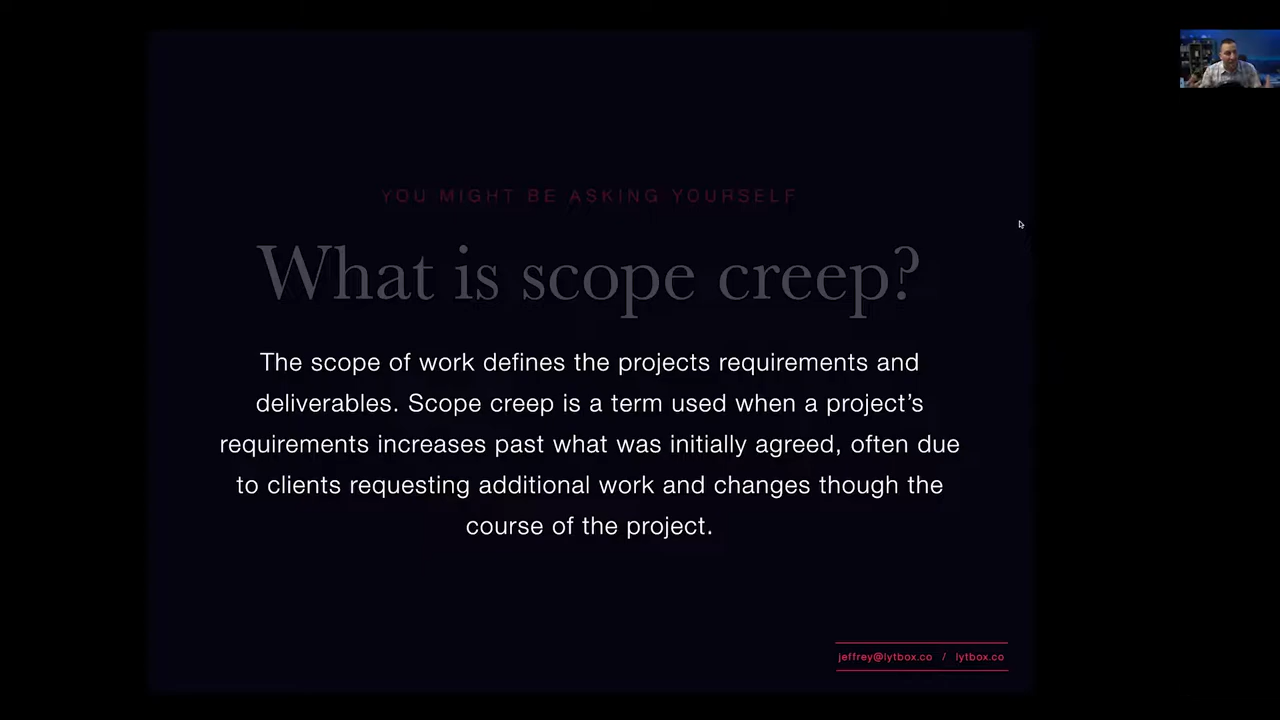 YOU MIGHT BE ASKING YOURSELF
What is scope creep?
The scope of work defines the projects requirements and
deliverables. Scope creep is a term used when a project’s
requirements increases past what was initially agreed, often due
to clients requesting additional work and changes though the
course of the project.
jeffrey@lytbox.co / lytbox.co